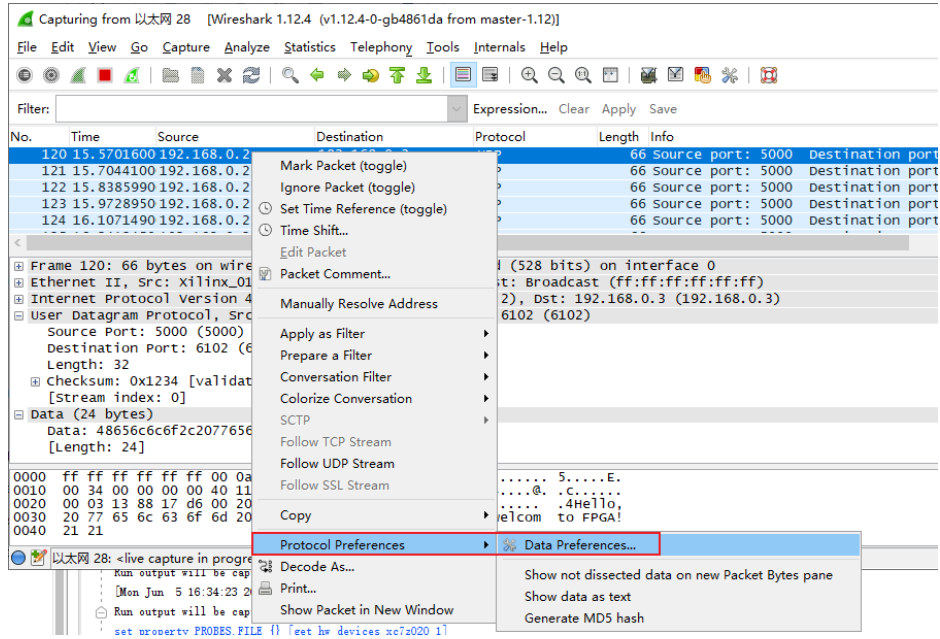 Capturing from 以太网 28 [Wireshark 1.12.4 (v1.12.4-0-gb4861da from master-1.12)]
File Edit View Go Capture Analyze Statistics Telephony Tools Internals Help
Filter: Expression... Clear Apply Save
No. Time Source Destination Protocol Length Info
120 15.5701600 192.168.0.2 66 Source port: 5000 Destination port
121 15.7044100 192.168.0.2 66 Source port: 5000 Destination port
122 15.8385990 192.168.0.2 66 Source port: 5000 Destination port
123 15.9728950 192.168.0.2 66 Source port: 5000 Destination port
124 16.1071490 192.168.0.2 66 Source port: 5000 Destination port
Frame 120: 66 bytes on wire (528 bits) on interface 0
Ethernet II, Src: Xilinx_01 st: Broadcast (ff:ff:ff:ff:ff:ff)
Internet Protocol Version 4 2), Dst: 192.168.0.3 (192.168.0.3)
User Datagram Protocol, Src 6102 (6102)
Source Port: 5000 (5000)
Destination Port: 6102 (6
Length: 32
Checksum: 0x1234 [validat
[Stream index: 0]
Data (24 bytes)
Data: 48656c6c6f2c2077656
[Length: 24]
0000 ff ff ff ff ff ff 00 0a ...... 5.....E.
0010 00 34 00 00 00 00 40 11 ....@. .c......
0020 00 03 13 88 17 d6 00 20 ..... .4Hello,
0030 20 77 65 6c 63 6f 6d 20 welcom to FPGA!
0040 21 21
以太网 28: <live capture in progre
Mark Packet (toggle)
Ignore Packet (toggle)
Set Time Reference (toggle)
Time Shift...
Edit Packet
Packet Comment...
Manually Resolve Address
Apply as Filter
Prepare a Filter
Conversation Filter
Colorize Conversation
SCTP
Follow TCP Stream
Follow UDP Stream
Follow SSL Stream
Copy
Protocol Preferences
Decode As...
Print...
Show Packet in New Window
Data Preferences...
Show not dissected data on new Packet Bytes pane
Show data as text
Generate MD5 hash
Run output will be cap
[Mon Jun 5 16:34:23 20
Run output will be cap
set_property PROBES.FILE {} [get_hw_devices xc7z020_1]